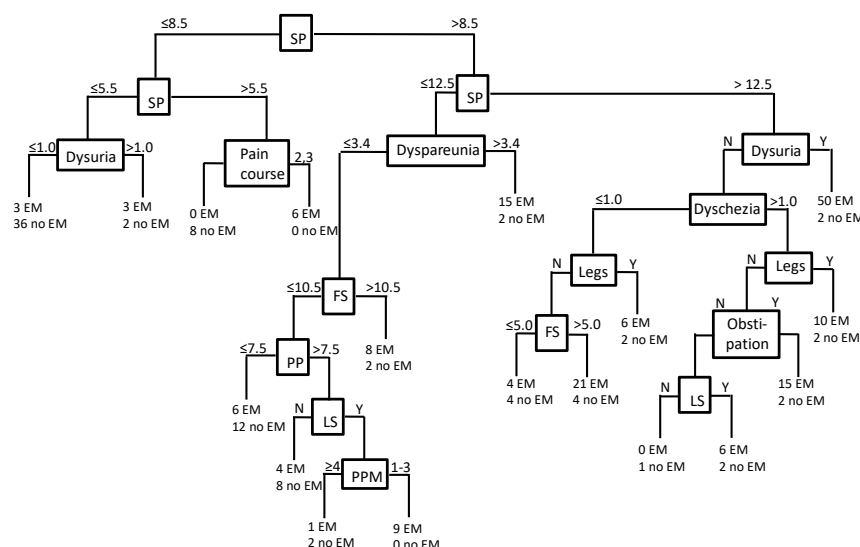 ≤8.5 >8.5
SP
≤5.5 >5.5 ≤12.5 > 12.5
SP SP
≤1.0 >1.0 2,3 ≤3.4 >3.4 N Y
Dysuria Pain Dyspareunia Dysuria
course
3 EM 3 EM 0 EM 6 EM 15 EM 50 EM
36 no EM 2 no EM 8 no EM 0 no EM 2 no EM 2 no EM
≤1.0 Dyschezia >1.0
N Y N Y
Legs Legs
≤10.5 >10.5 N Y
FS
≤5.0 >5.0 6 EM Obsti- 10 EM
FS 2 no EM pation 2 no EM
≤7.5 >7.5 8 EM
PP 2 no EM
4 EM 21 EM 15 EM
4 no EM 4 no EM 2 no EM
6 EM N Y N Y
12 no EM LS LS
4 EM 0 EM 6 EM
8 no EM 1 no EM 2 no EM
≥4 1-3
PPM
1 EM 9 EM
2 no EM 0 no EM